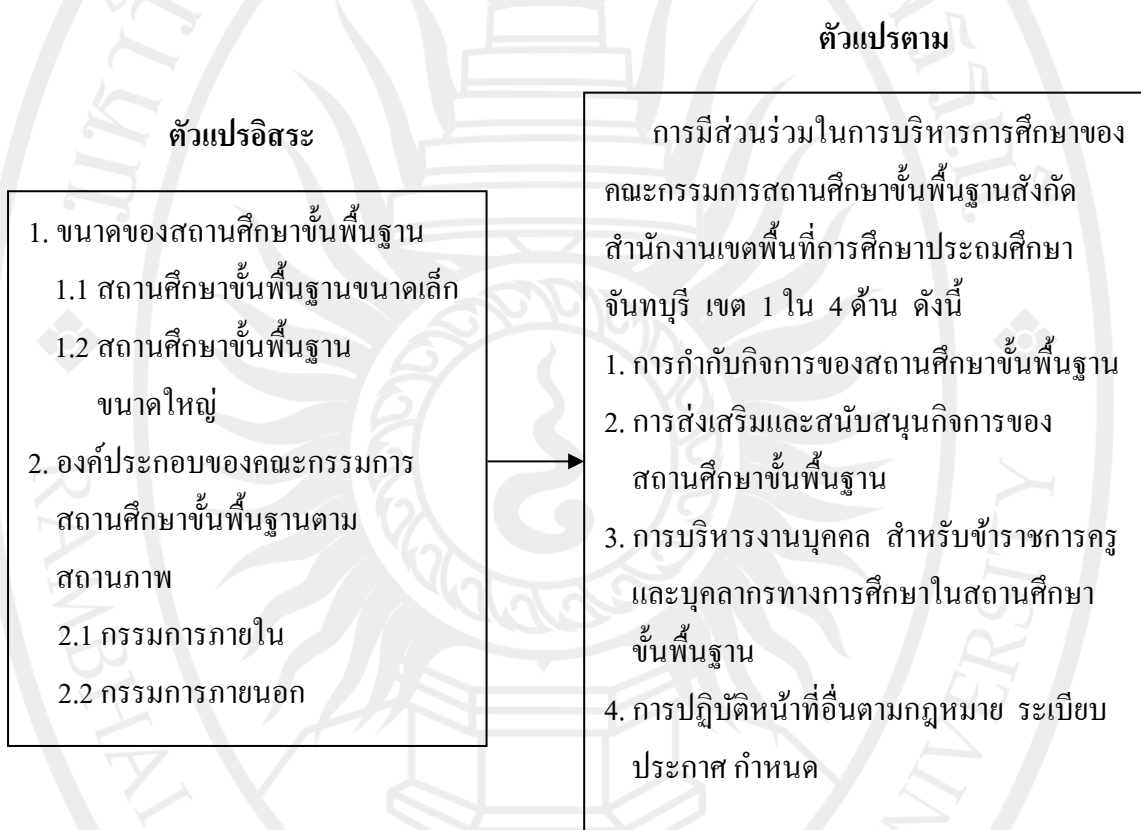 ตัวแปรตาม
ตัวแปรอิสระ
1. ขนาดของสถานศึกษาขั้นพื้นฐาน
1.1 สถานศึกษาขั้นพื้นฐานขนาดเล็ก
1.2 สถานศึกษาขั้นพื้นฐาน
ขนาดใหญ่
2. องค์ประกอบของคณะกรรมการ
สถานศึกษาขั้นพื้นฐานตาม
สถานภาพ
2.1 กรรมการภายใน
2.2 กรรมการภายนอก
การมีส่วนร่วมในการบริหารการศึกษาของ
คณะกรรมการสถานศึกษาขั้นพื้นฐานสังกัด
สำนักงานเขตพื้นที่การศึกษาประถมศึกษา
จันทบุรี เขต 1 ใน 4 ด้าน ดังนี้
1. การกำกับกิจการของสถานศึกษาขั้นพื้นฐาน
2. การส่งเสริมและสนับสนุนกิจการของ
สถานศึกษาขั้นพื้นฐาน
3. การบริหารงานบุคคล สำหรับข้าราชการครู
และบุคลากรทางการศึกษาในสถานศึกษา
ขั้นพื้นฐาน
4. การปฏิบัติหน้าที่อื่นตามกฎหมาย ระเบียบ
ประกาศ กำหนด